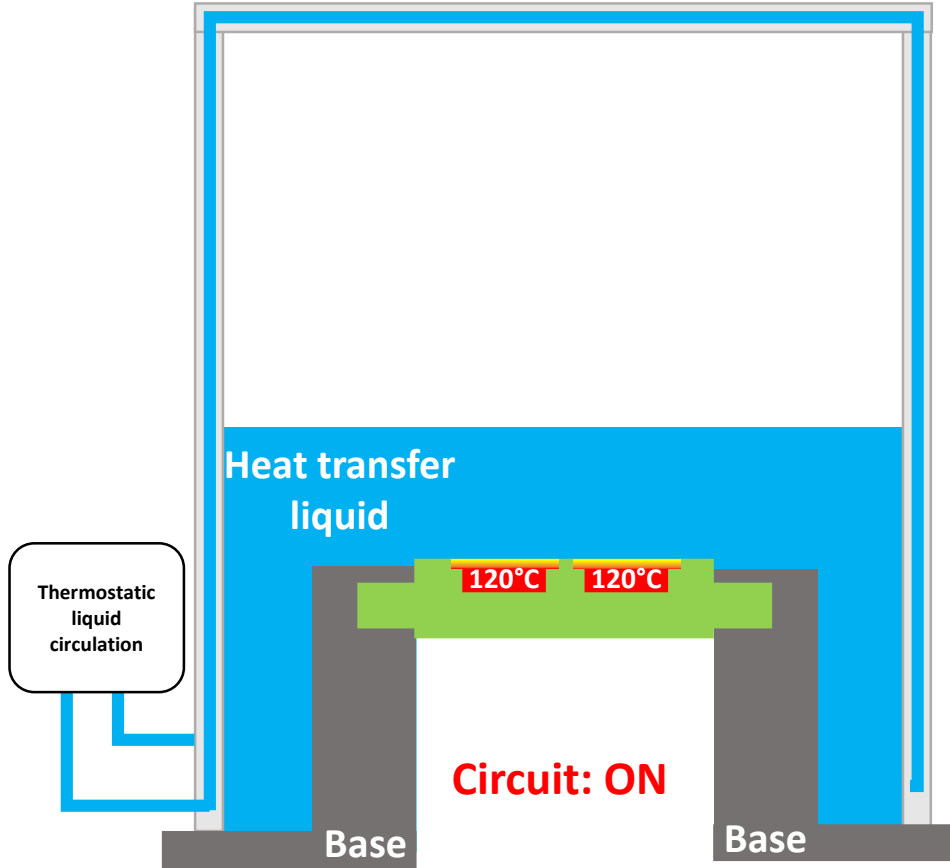 Heat transfer
liquid
120°C 120°C
Thermostatic
liquid
circulation
Circuit: ON
Base Base